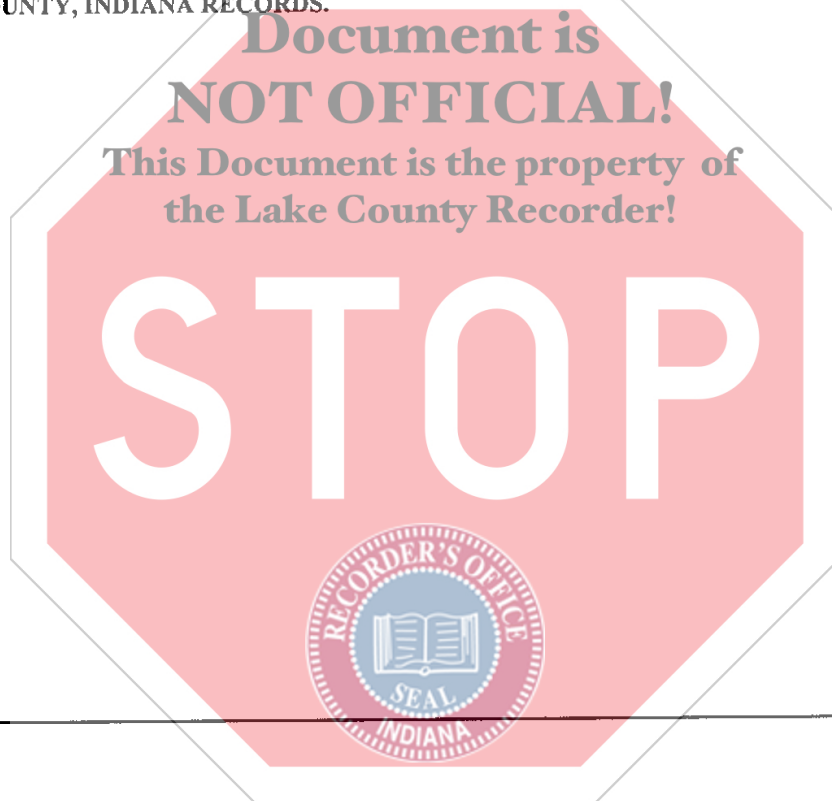 OUNTY, INDIANA RECORDS.
Document is
NOT OFFICIAL!
This Document is the property of
the Lake County Recorder!
STOP
RECORDER'S OFFICE
SEAL
INDIANA